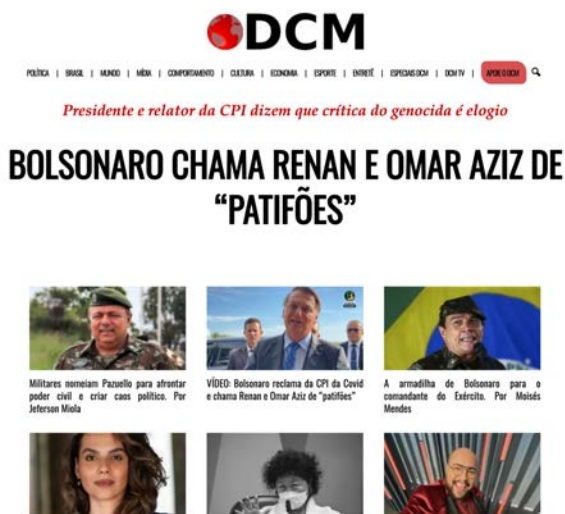 DCM
POLÍTICA | BRASIL | MUNDO | MÍDIA | COMPORTAMENTO | CULTURA | ECONOMIA | ESPORTE | ENTRETÊ | ESPECIAIS DCM | DCM TV | APOIE O DCM
Presidente e relator da CPI dizem que crítica do genocida é elogio
BOLSONARO CHAMA RENAN E OMAR AZIZ DE
“PATIFÕES”
Militares nomeiam Pazuello para afrontar
poder civil e criar caos político. Por
Jeferson Miola
VÍDEO: Bolsonaro reclama da CPI da Covid
e chama Renan e Omar Aziz de “patifões”
A armadilha de Bolsonaro para o
comandante do Exército. Por Moisés
Mendes